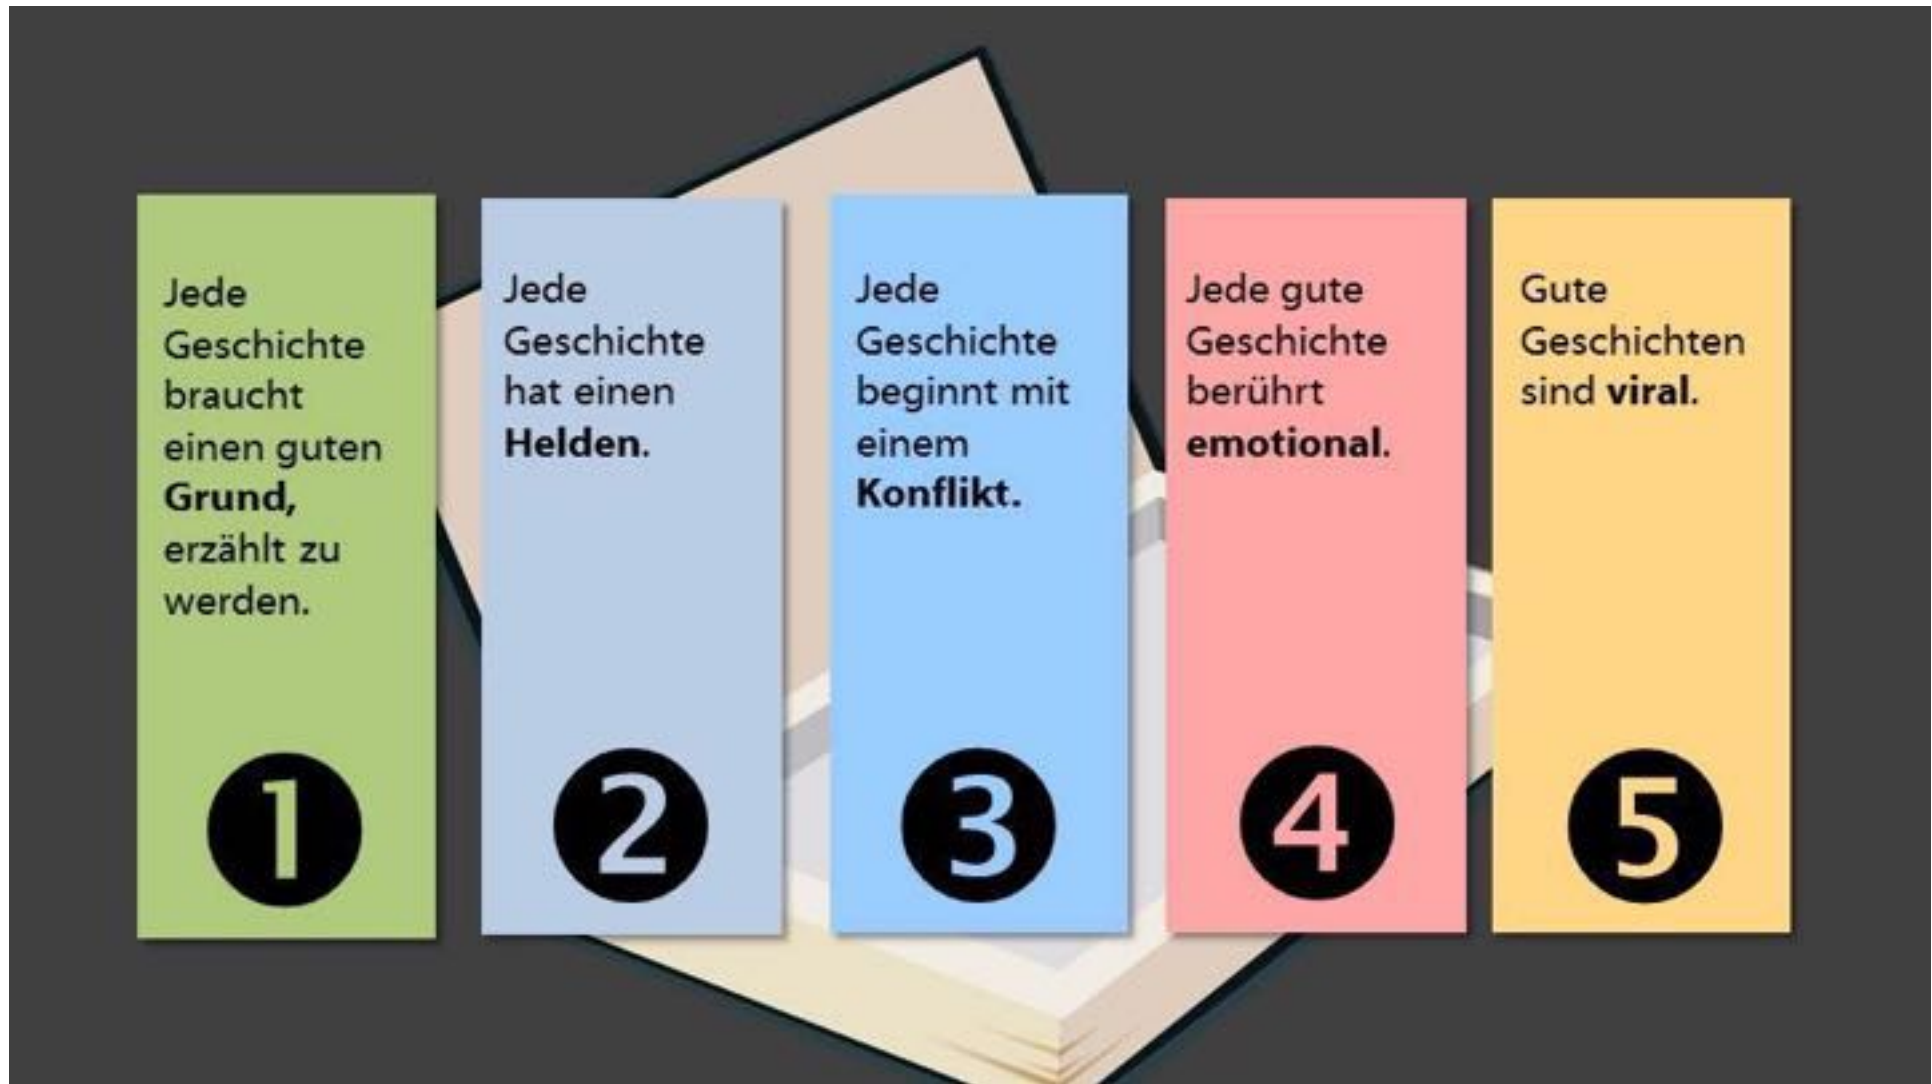 Jede
Geschichte
braucht
einen guten
Grund,
erzählt zu
werden.
1
Jede
Geschichte
hat einen
Helden.
2
Jede
Geschichte
beginnt mit
einem
Konflikt.
3
Jede gute
Geschichte
berührt
emotional.
4
Gute
Geschichten
sind viral.
5